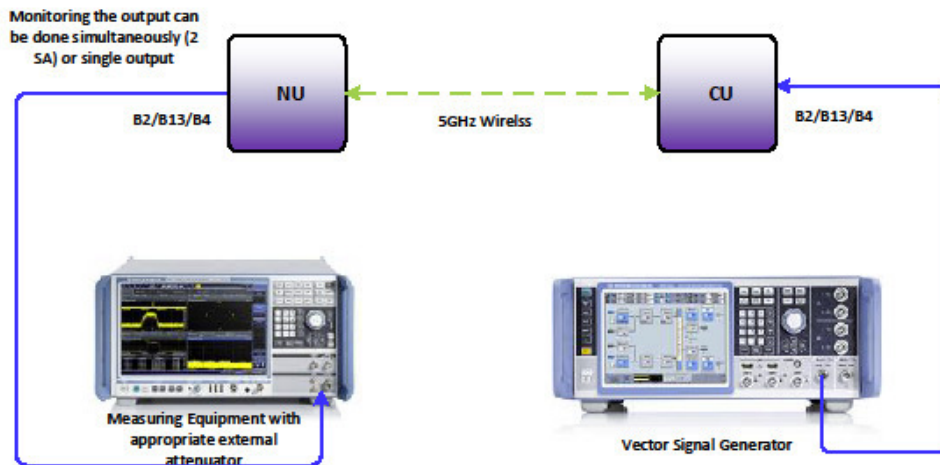 Monitoring the output can
be done simultaneously (2
SA) or single output
NU
CU
B2/B13/B4
5GHz Wirelss
B2/B13/B4
Measuring Equipment with
appropriate external
attenuator
Vector Signal Generator